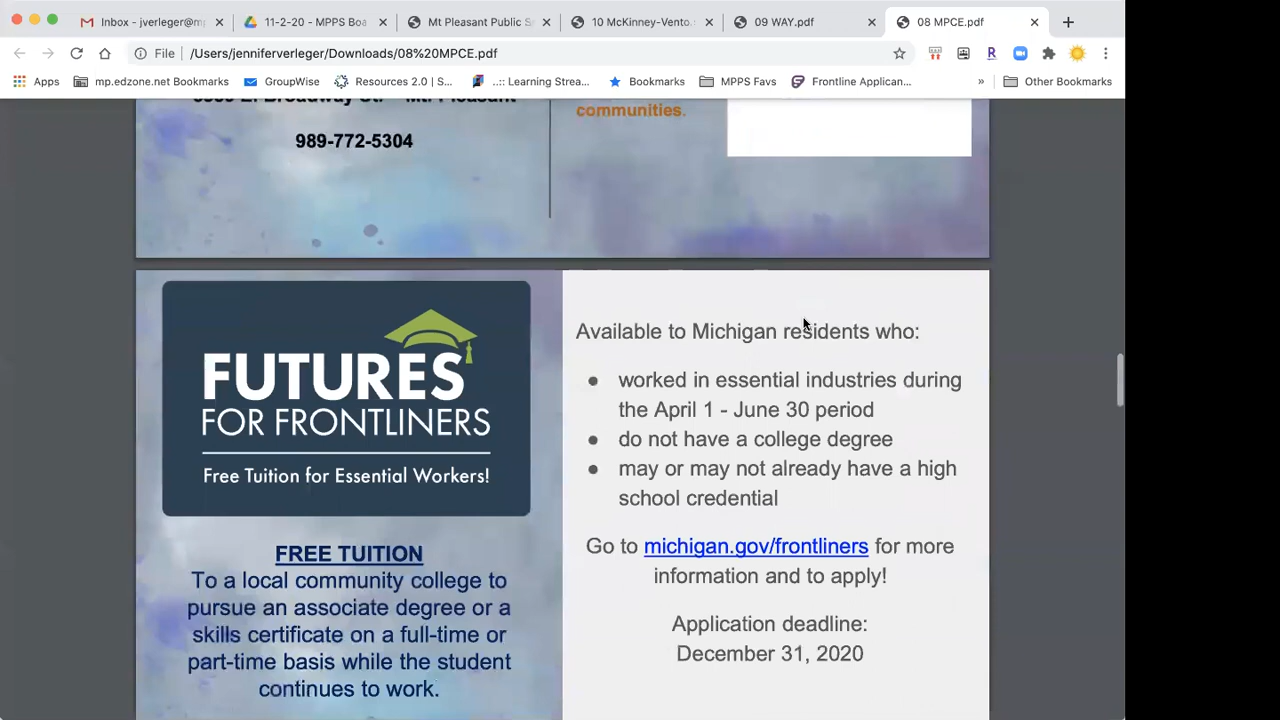 Inbox - jverleger@m
11-2-20 - MPPS Boa
Mt Pleasant Public S
10 McKinney-Vento.
09 WAY.pdf
08 MPCE.pdf
File
/Users/jenniferverleger/Downloads/08%20MPCE.pdf
Apps
mp.edzone.net Bookmarks
GroupWise
Resources 2.0 | S...
..:: Learning Strea...
Bookmarks
MPPS Favs
Frontline Applican...
»
Other Bookmarks
Broadway St. Mt. Pleasant
989-772-5304
communities.
FUTURES
FOR FRONTLINERS
Free Tuition for Essential Workers!
FREE TUITION
To a local community college to
pursue an associate degree or a
skills certificate on a full-time or
part-time basis while the student
continues to work.
Available to Michigan residents who:
● worked in essential industries during
the April 1 - June 30 period
● do not have a college degree
● may or may not already have a high
school credential
Go to michigan.gov/frontliners for more
information and to apply!
Application deadline:
December 31, 2020